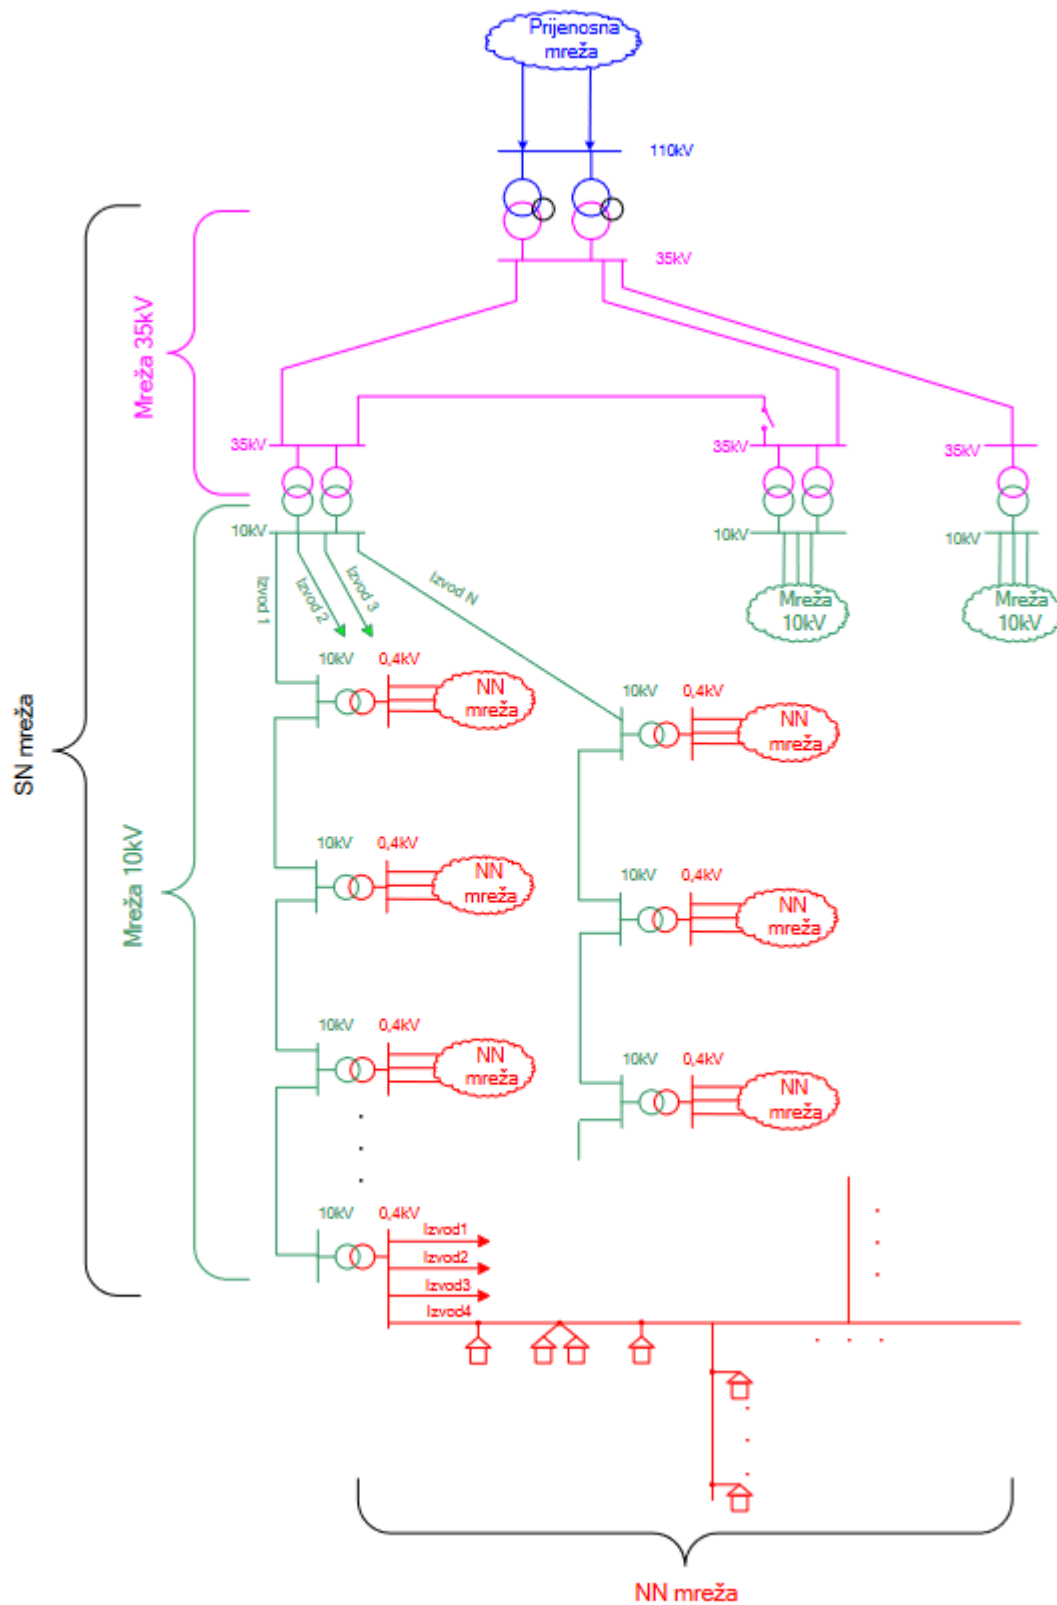 Prijenosna
mreža
110kV
35kV
Mreža 35kV
35kV
35kV
35kV
10kV
10kV
10kV
Izvod 1
Izvod 2
Izvod 3
Izvod N
Mreža
10kV
Mreža
10kV
SN mreža
Mreža 10kV
10kV
0,4kV
NN
mreža
10kV
0,4kV
NN
mreža
10kV
0,4kV
NN
mreža
10kV
0,4kV
NN
mreža
10kV
0,4kV
NN
mreža
10kV
0,4kV
NN
mreža
10kV
0,4kV
Izvod1
Izvod2
Izvod3
Izvod4
NN mreža